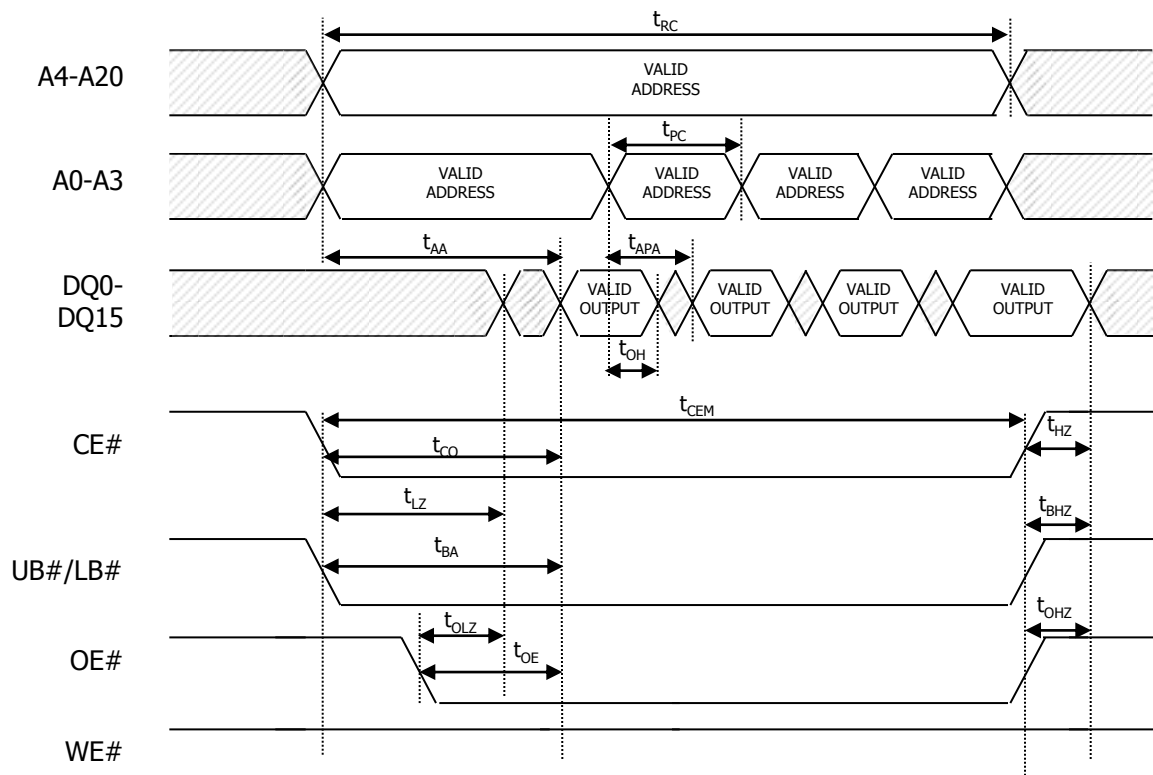 tRC
A4-A20
VALID
ADDRESS
tPC
A0-A3
VALID
ADDRESS
VALID
ADDRESS
VALID
ADDRESS
VALID
ADDRESS
tAA
tAPA
DQ0-
DQ15
VALID
OUTPUT
VALID
OUTPUT
VALID
OUTPUT
VALID
OUTPUT
tOH
tCEM
CE#
tCO
tHZ
tLZ
tBHZ
tBA
UB#/LB#
tOLZ
tOHZ
OE#
tOE
WE#